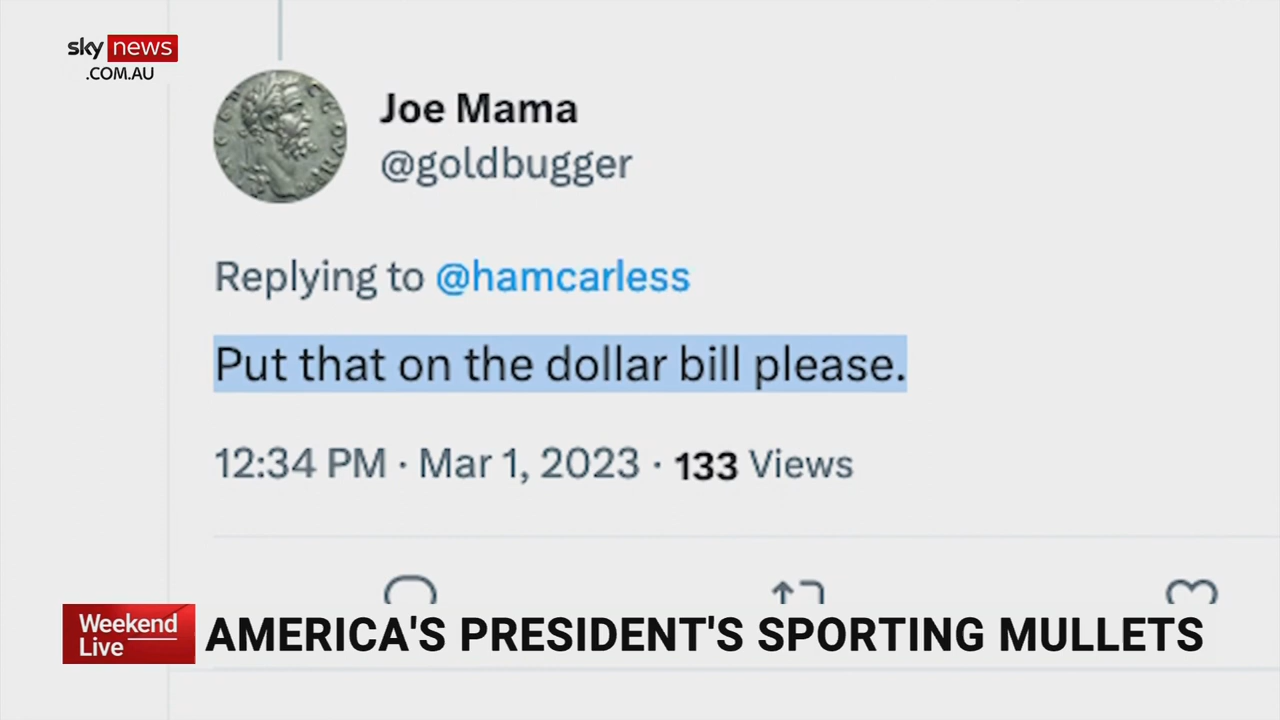 sky news
.COM.AU
Joe Mama
@goldbugger
Replying to @hamcarless
Put that on the dollar bill please.
12:34 PM · Mar 1, 2023 · 133 Views
Weekend
Live
AMERICA'S PRESIDENT'S SPORTING MULLETS